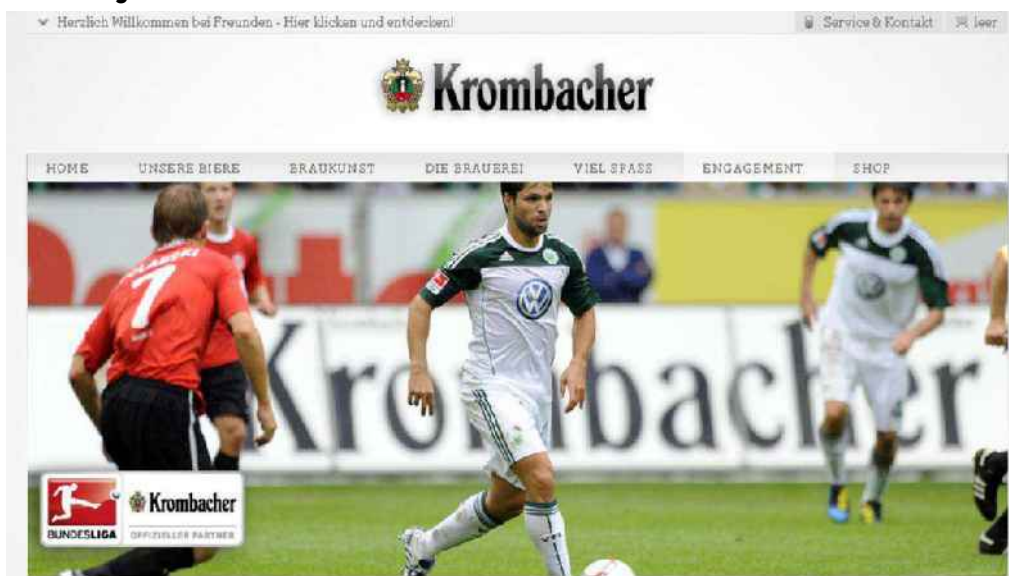 Herzlich Willkommen bei Freunden - Hier klicken und entdecken!
Service & Kontakt
leer
Krombacher
HOME UNSERE BIERE BRAUKUNST DIE BRAUEREI VIEL SPASS ENGAGEMENT SHOP
7
Krombacher
BUNDESLIGA
Krombacher
OFFIZIELLER PARTNER